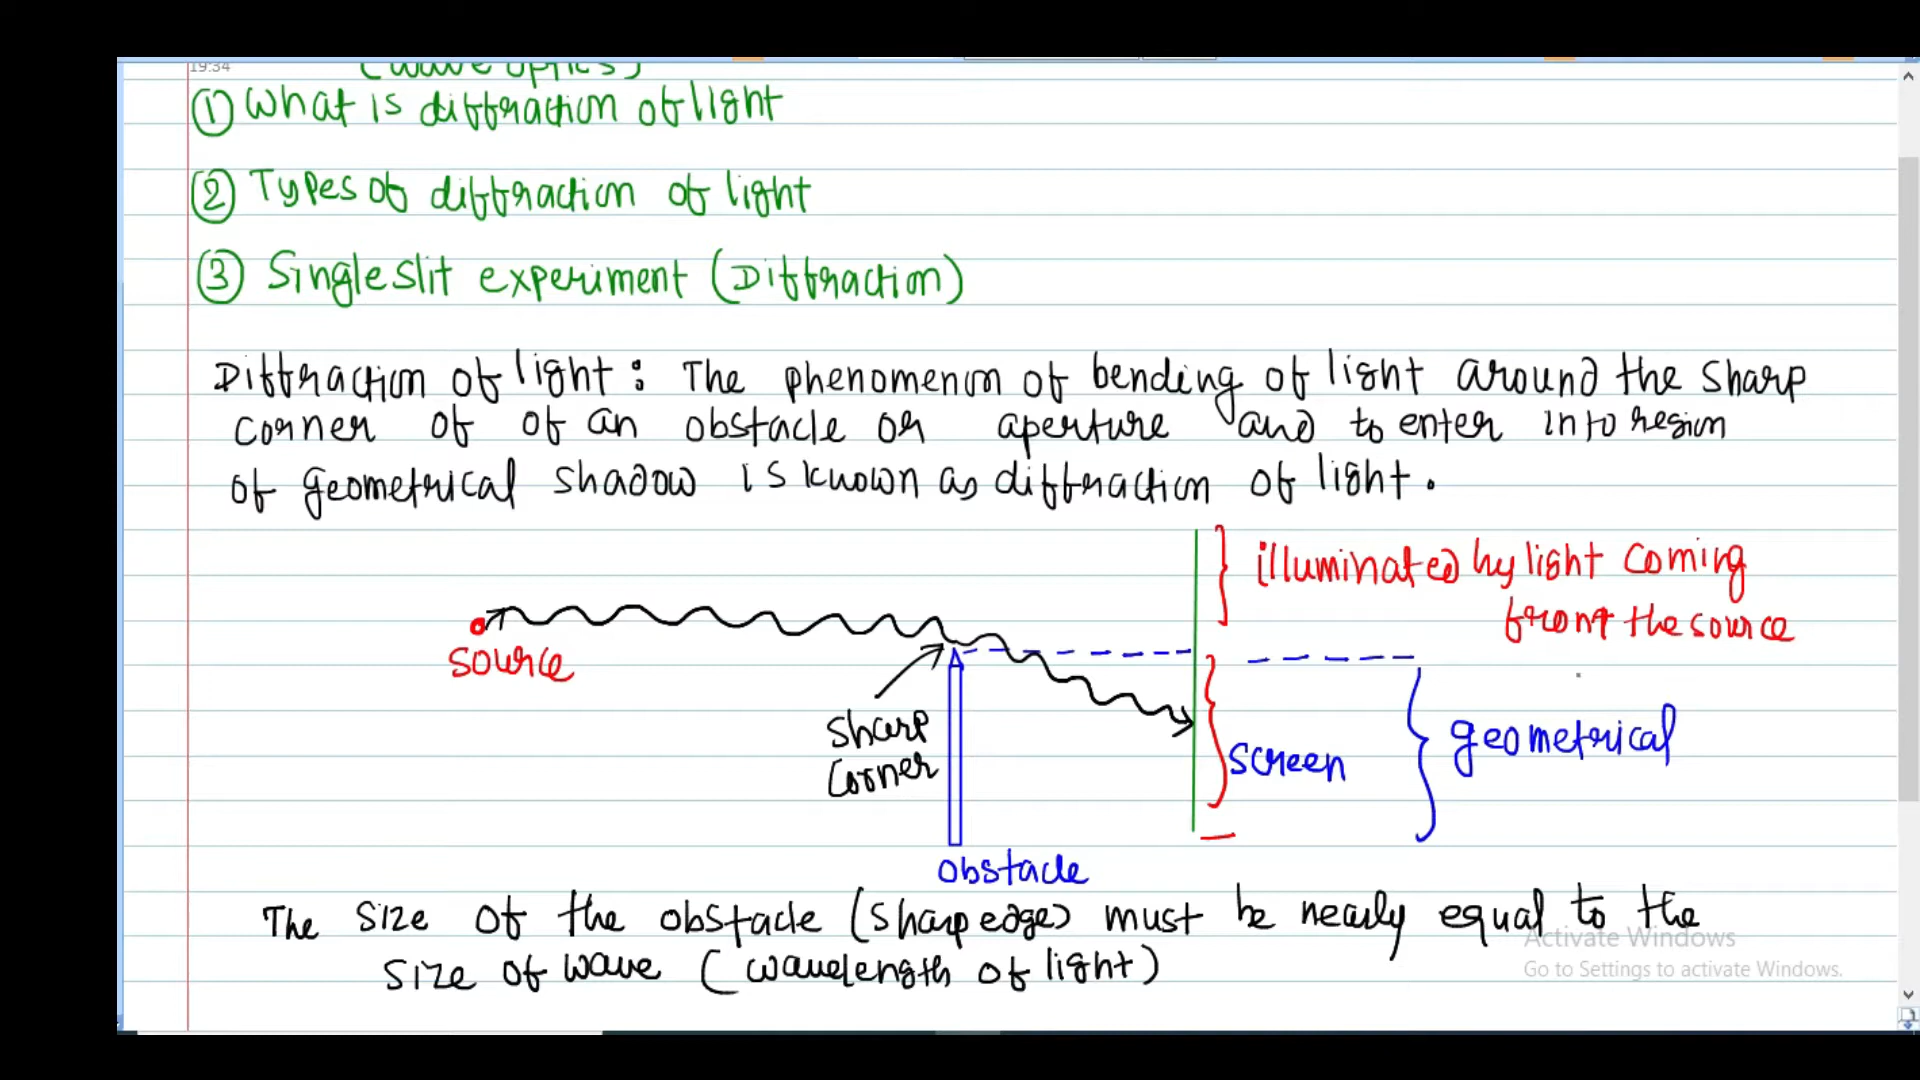 19:34
(wave optics)
① What is diffraction of light
② Types of diffraction of light
③ Single slit experiment (Diffraction)
Diffraction of light : The phenomenon of bending of light around the sharp
corner of of an obstacle or aperture and to enter into region
of geometrical shadow is known as diffraction of light.
illuminated by light coming
from the source
source
sharp
corner
screen
geometrical
obstacle
The size of the obstacle (sharp edge) must be nearly equal to the
size of wave (wavelength of light)
Activate Windows
Go to Settings to activate Windows.